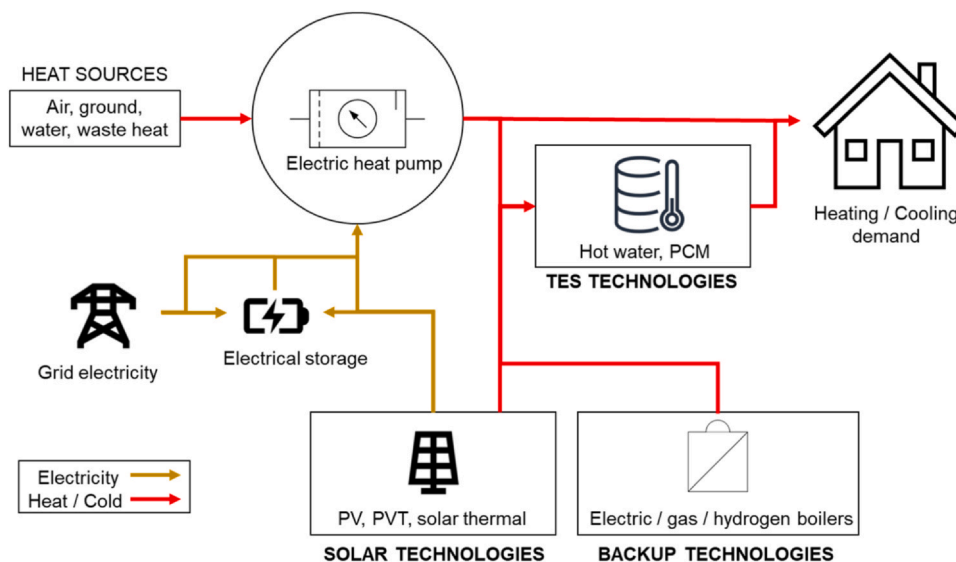 HEAT SOURCES
Air, ground,
water, waste heat
Electric heat pump
Hot water, PCM
TES TECHNOLOGIES
Heating / Cooling
demand
Grid electricity
Electrical storage
Electricity
Heat / Cold
PV, PVT, solar thermal
SOLAR TECHNOLOGIES
Electric / gas / hydrogen boilers
BACKUP TECHNOLOGIES